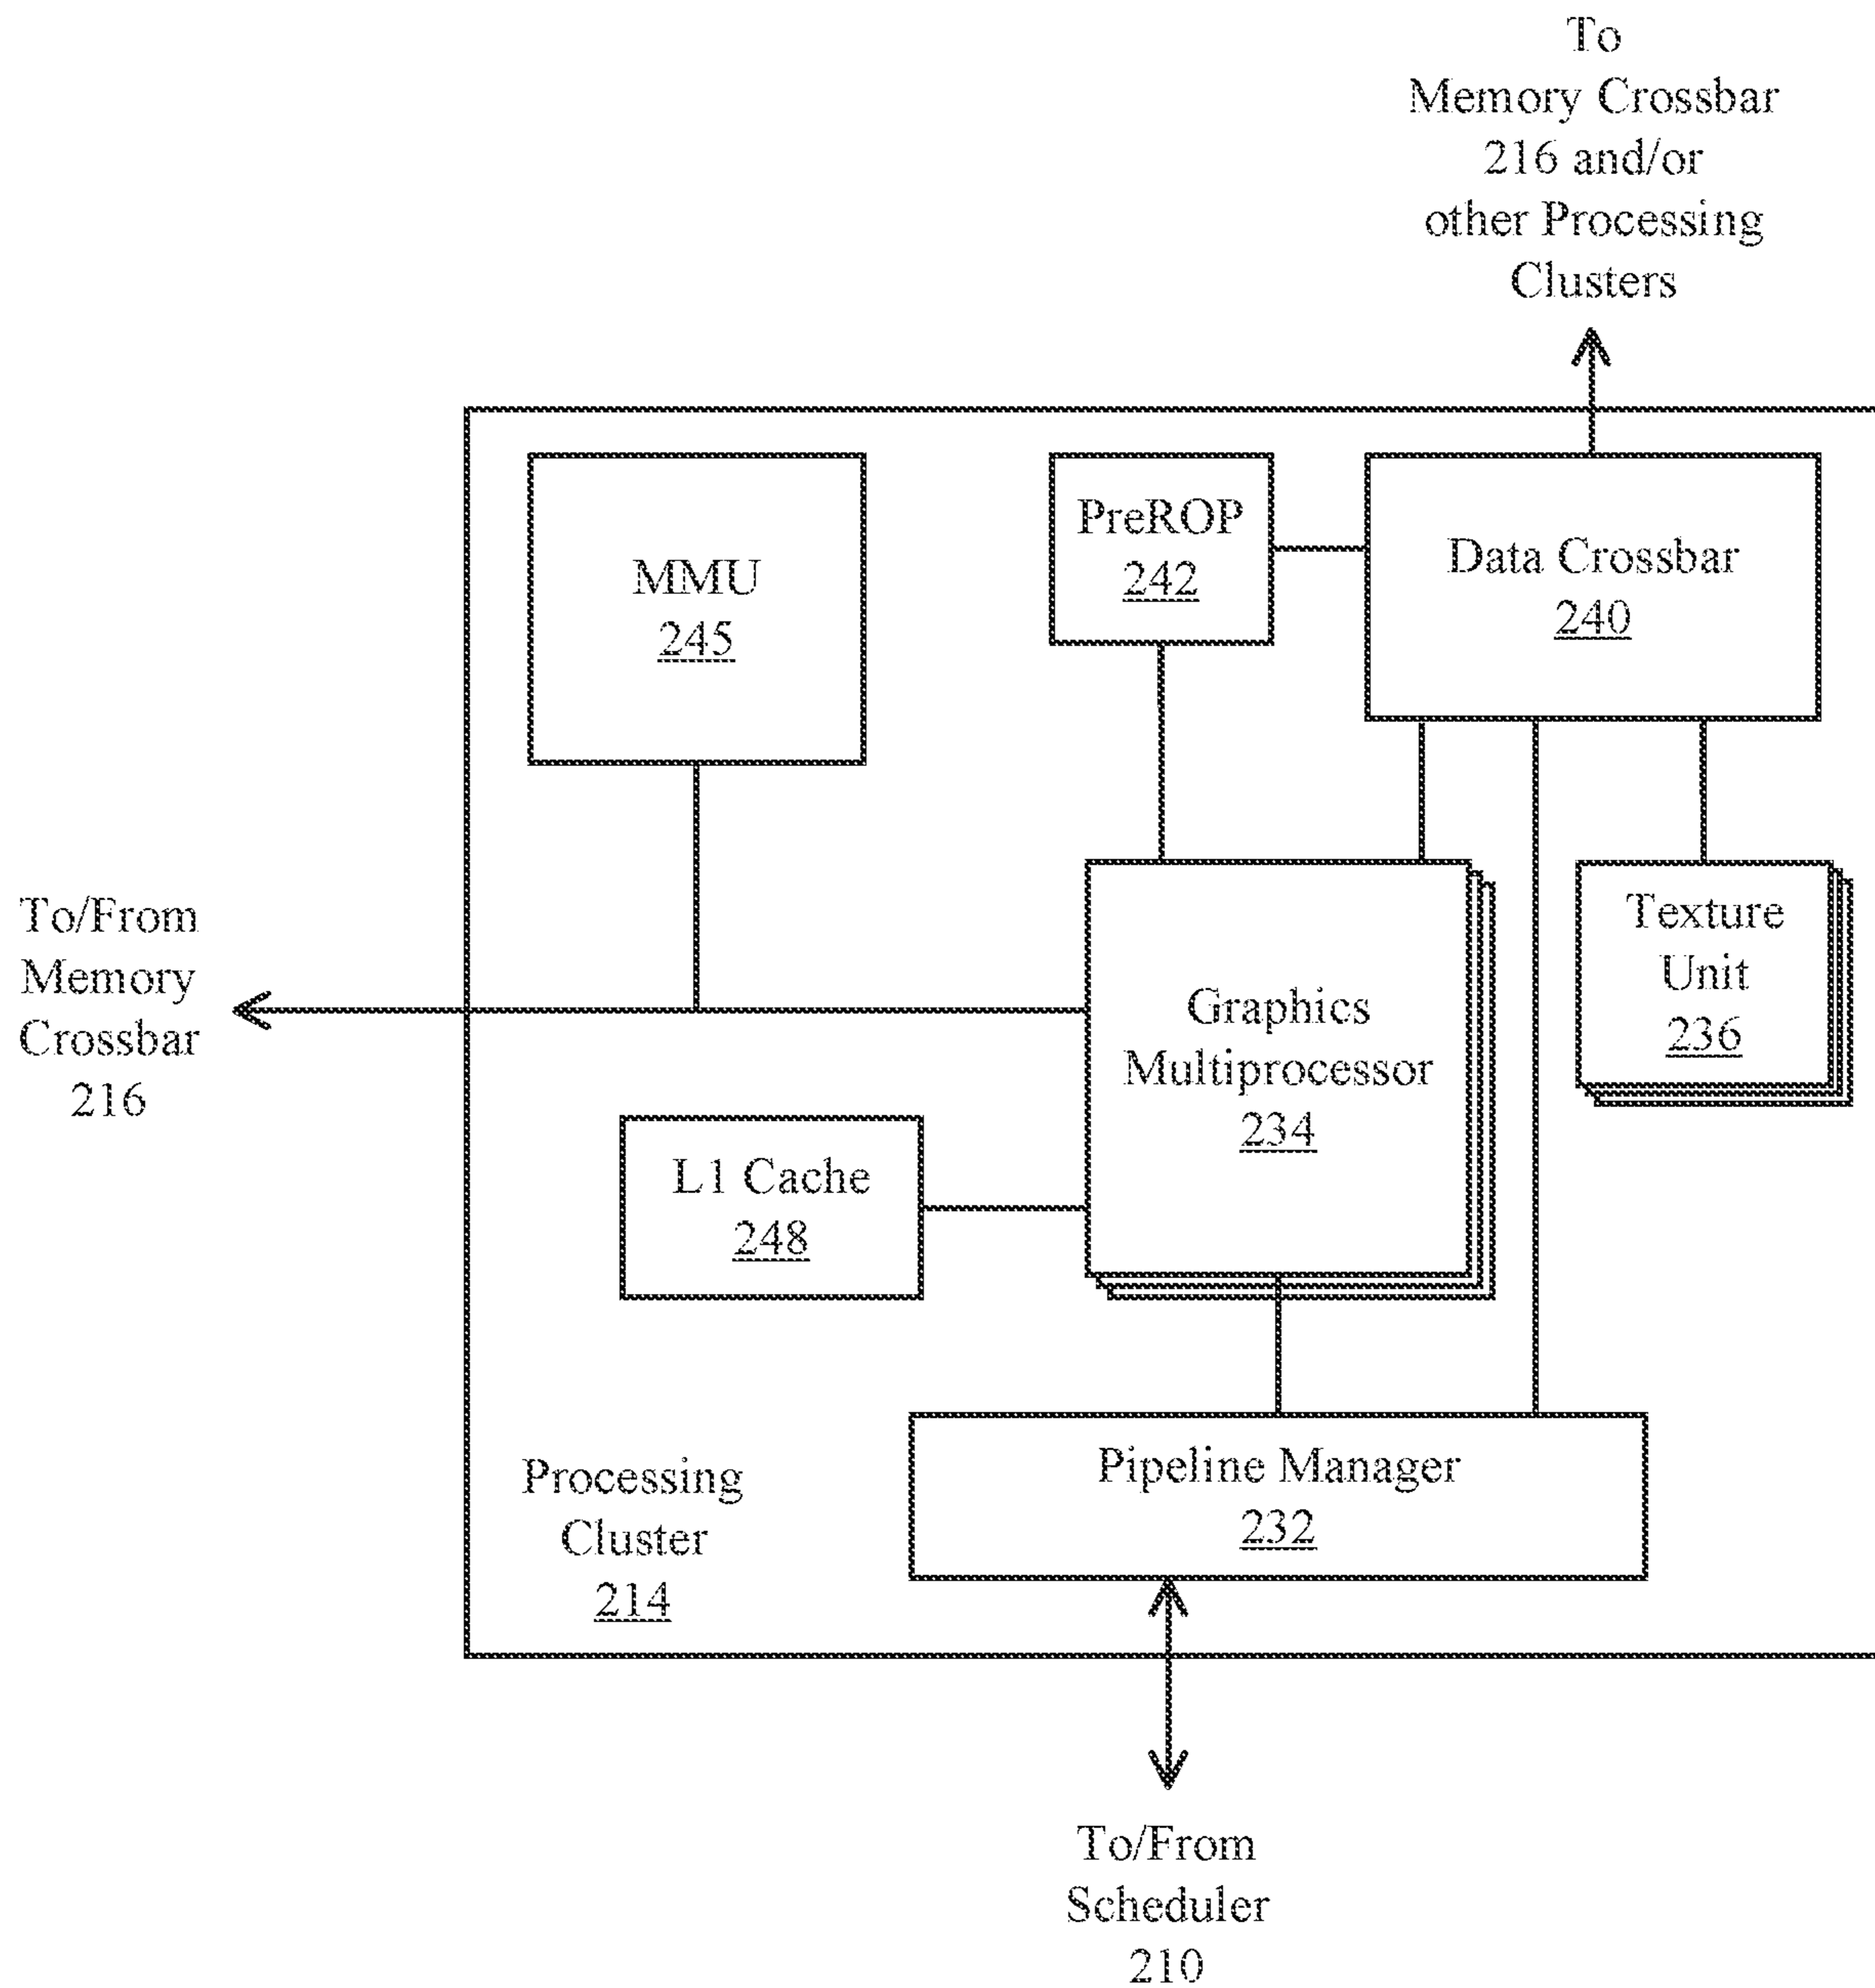 To
Memory Crossbar
216 and/or
other Processing
Clusters
MMU
245
PreROP
242
Data Crossbar
240
To/From
Memory
Crossbar
216
Graphics
Multiprocessor
234
Texture
Unit
236
L1 Cache
248
Processing
Cluster
214
Pipeline Manager
232
To/From
Scheduler
210